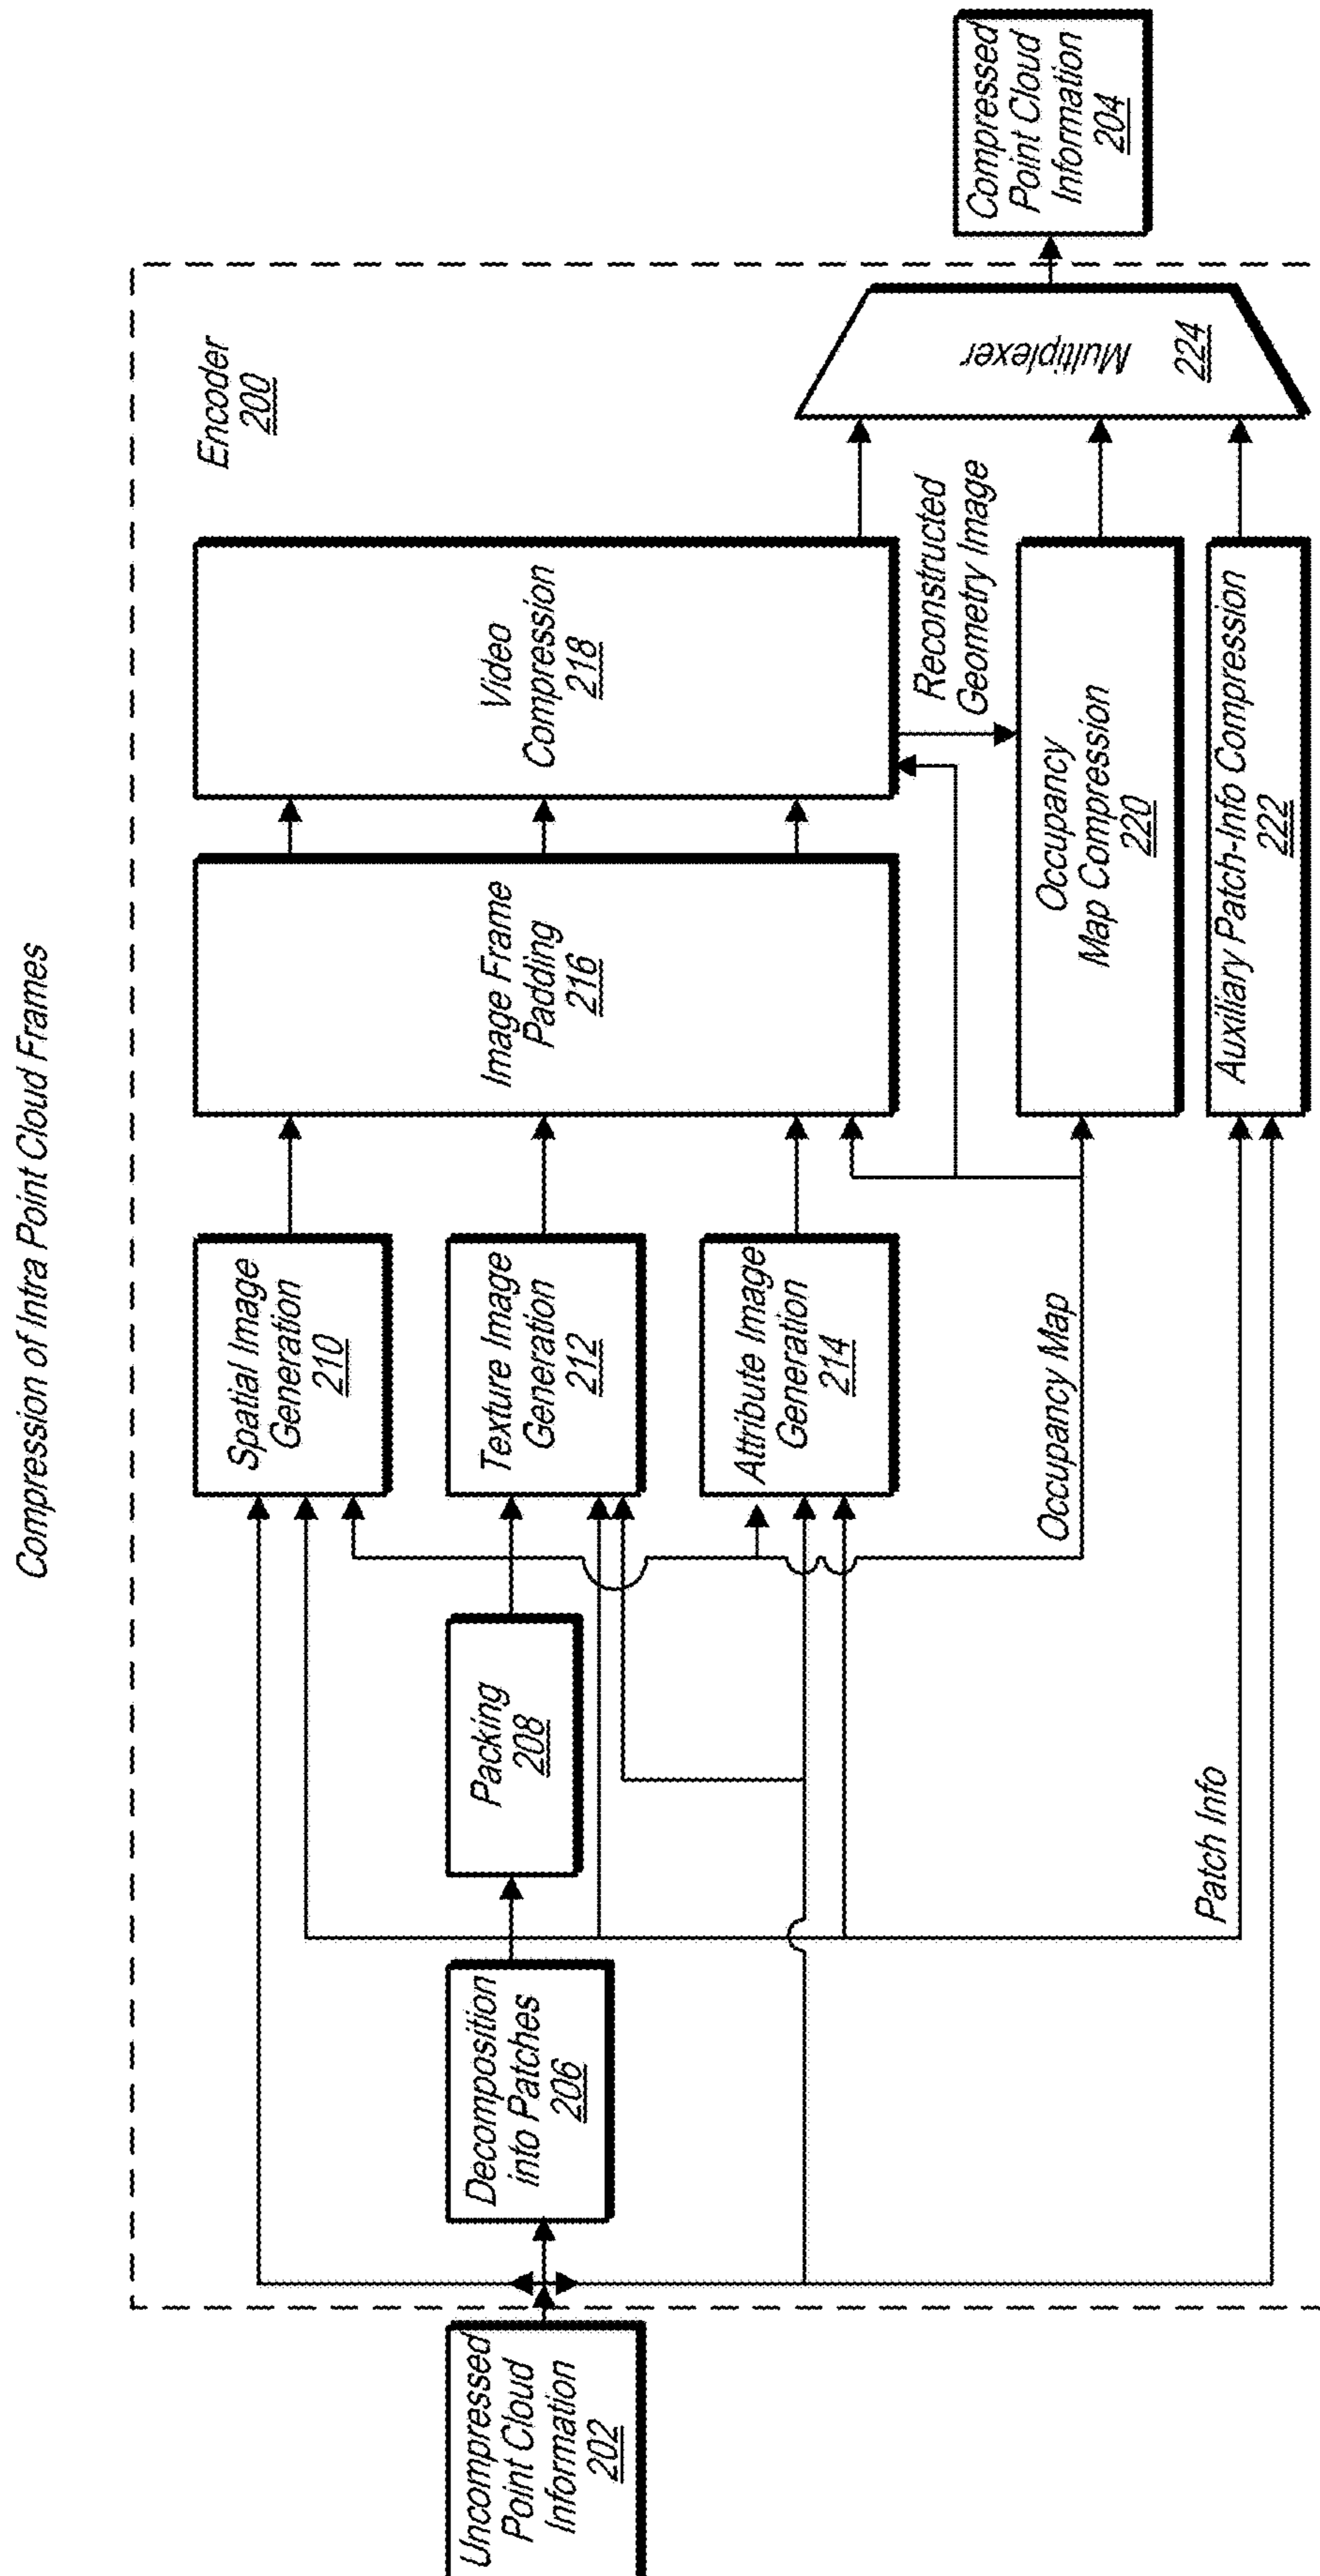 Compression of Intra Point Cloud Frames
Encoder
200
Uncompressed
Point Cloud
Information
202
Decomposition
into Patches
206
Packing
208
Spatial Image
Generation
210
Texture Image
Generation
212
Attribute Image
Generation
214
Image Frame
Padding
216
Video
Compression
218
Reconstructed
Geometry Image
Occupancy Map
Occupancy
Map Compression
220
Patch Info
Auxiliary Patch-Info Compression
222
Multiplexer
224
Compressed
Point Cloud
Information
204